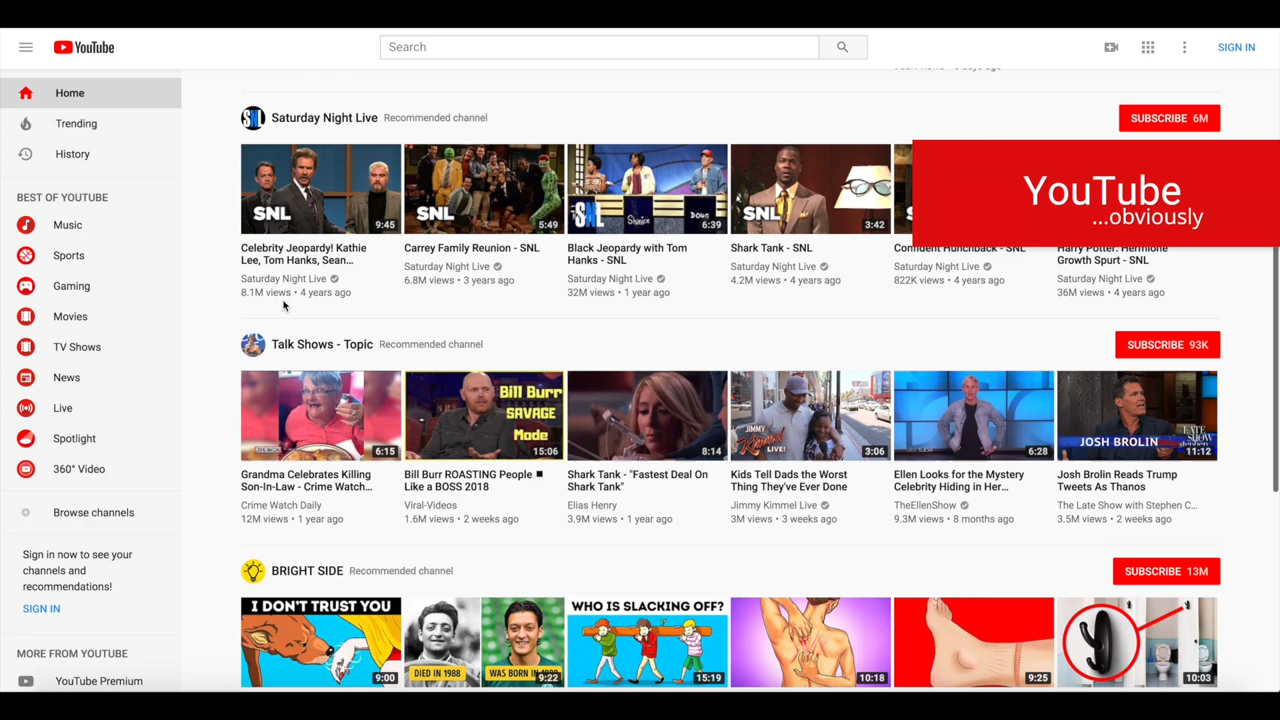 YouTube
Search
SIGN IN
Home
Trending
History
BEST OF YOUTUBE
Music
Sports
Gaming
Movies
TV Shows
News
Live
Spotlight
360° Video
Browse channels
Sign in now to see your
channels and
recommendations!
SIGN IN
MORE FROM YOUTUBE
YouTube Premium
Saturday Night Live Recommended channel
SUBSCRIBE 6M
YouTube
...obviously
SNL
9:45
Celebrity Jeopardy! Kathie
Lee, Tom Hanks, Sean...
Saturday Night Live
8.1M views • 4 years ago
SNL
5:49
Carrey Family Reunion - SNL
Saturday Night Live
6.8M views • 3 years ago
SNL
Shanice
Doug
6:39
Black Jeopardy with Tom
Hanks - SNL
Saturday Night Live
32M views • 1 year ago
SNL
3:42
Shark Tank - SNL
Saturday Night Live
4.2M views • 4 years ago
Confident Hunchback - SNL
Saturday Night Live
822K views • 4 years ago
Harry Potter: Hermione
Growth Spurt - SNL
Saturday Night Live
36M views • 4 years ago
Talk Shows - Topic Recommended channel
SUBSCRIBE 93K
6:15
Grandma Celebrates Killing
Son-In-Law - Crime Watch...
Crime Watch Daily
12M views • 1 year ago
Bill Burr
SAVAGE
Mode
15:06
Bill Burr ROASTING People ■
Like a BOSS 2018
Viral-Videos
1.6M views • 2 weeks ago
8:14
Shark Tank - "Fastest Deal On
Shark Tank"
Elias Henry
3.9M views • 1 year ago
JIMMY
KIMMEL
LIVE!
3:06
Kids Tell Dads the Worst
Thing They've Ever Done
Jimmy Kimmel Live
3M views • 3 weeks ago
6:28
Ellen Looks for the Mystery
Celebrity Hiding in Her...
TheEllenShow
9.3M views • 8 months ago
JOSH BROLIN
LATE SHOW
11:12
Josh Brolin Reads Trump
Tweets As Thanos
The Late Show with Stephen C...
3.5M views • 2 weeks ago
BRIGHT SIDE Recommended channel
SUBSCRIBE 13M
I DON'T TRUST YOU
9:00
DIED IN 1988
WAS BORN IN 1988
9:22
WHO IS SLACKING OFF?
15:19
10:18
9:25
10:03